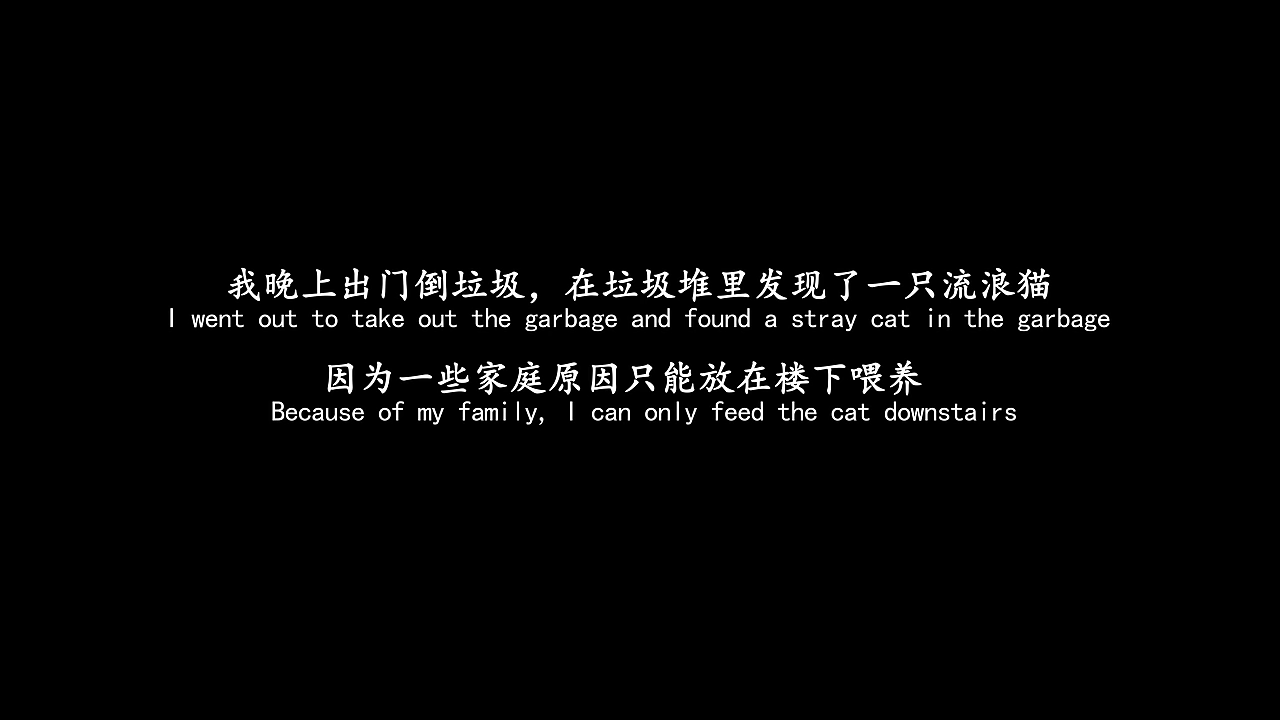 我晚上出门倒垃圾，在垃圾堆里发现了一只流浪猫
I went out to take out the garbage and found a stray cat in the garbage
因为一些家庭原因只能放在楼下喂养
Because of my family, I can only feed the cat downstairs